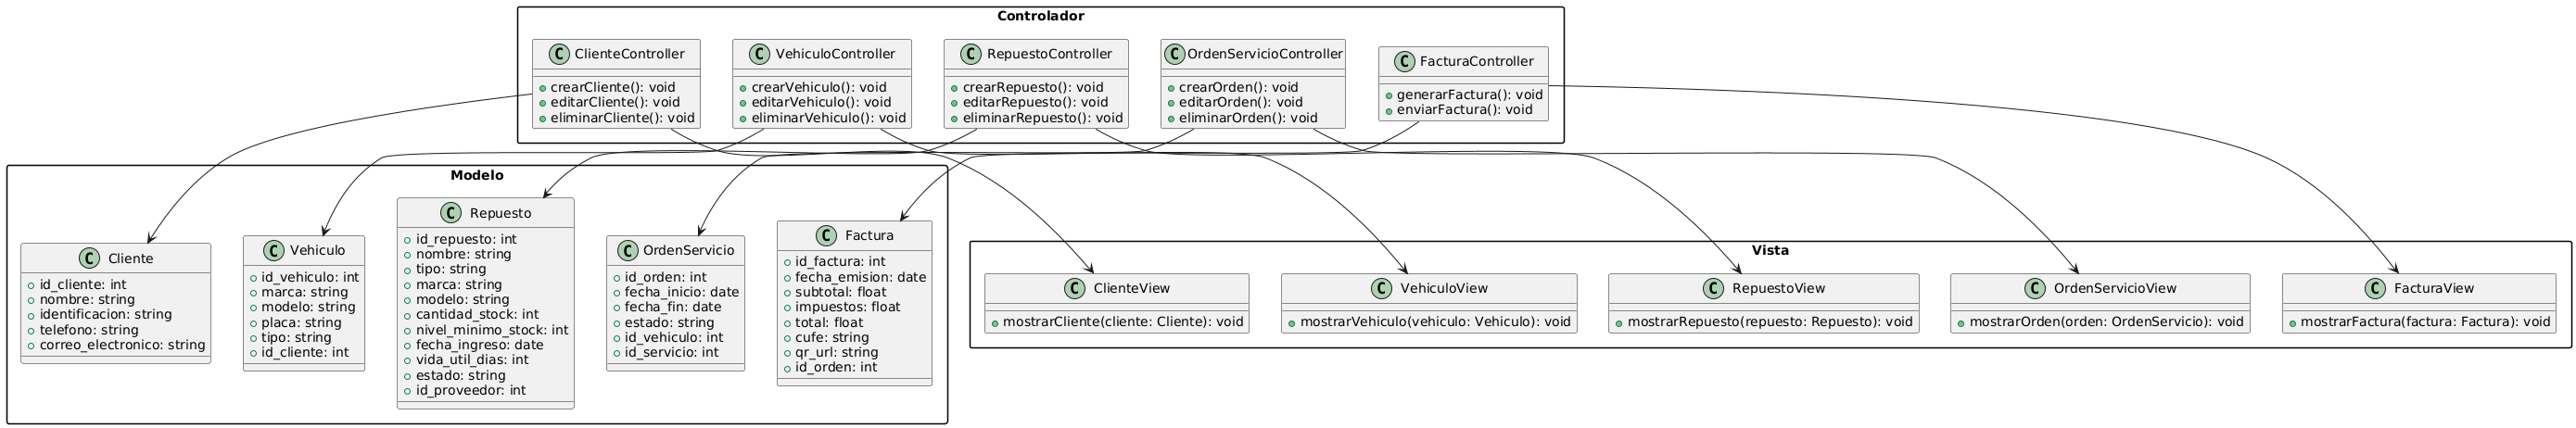 Controlador
C ClienteController
crearCliente(): void
editarCliente(): void
eliminarCliente(): void
C VehiculoController
crearVehiculo(): void
editarVehiculo(): void
eliminarVehiculo(): void
C RepuestoController
crearRepuesto(): void
editarRepuesto(): void
eliminarRepuesto(): void
C OrdenServicioController
crearOrden(): void
editarOrden(): void
eliminarOrden(): void
C FacturaController
generarFactura(): void
enviarFactura(): void
Modelo
C Cliente
id_cliente: int
nombre: string
identificacion: string
telefono: string
correo_electronico: string
C Vehiculo
id_vehiculo: int
marca: string
modelo: string
placa: string
tipo: string
id_cliente: int
C Repuesto
id_repuesto: int
nombre: string
tipo: string
marca: string
modelo: string
cantidad_stock: int
nivel_minimo_stock: int
fecha_ingreso: date
vida_util_dias: int
estado: string
id_proveedor: int
C OrdenServicio
id_orden: int
fecha_inicio: date
fecha_fin: date
estado: string
id_vehiculo: int
id_servicio: int
C Factura
id_factura: int
fecha_emision: date
subtotal: float
impuestos: float
total: float
cufe: string
qr_url: string
id_orden: int
Vista
C ClienteView
mostrarCliente(cliente: Cliente): void
C VehiculoView
mostrarVehiculo(vehiculo: Vehiculo): void
C RepuestoView
mostrarRepuesto(repuesto: Repuesto): void
C OrdenServicioView
mostrarOrden(orden: OrdenServicio): void
C FacturaView
mostrarFactura(factura: Factura): void